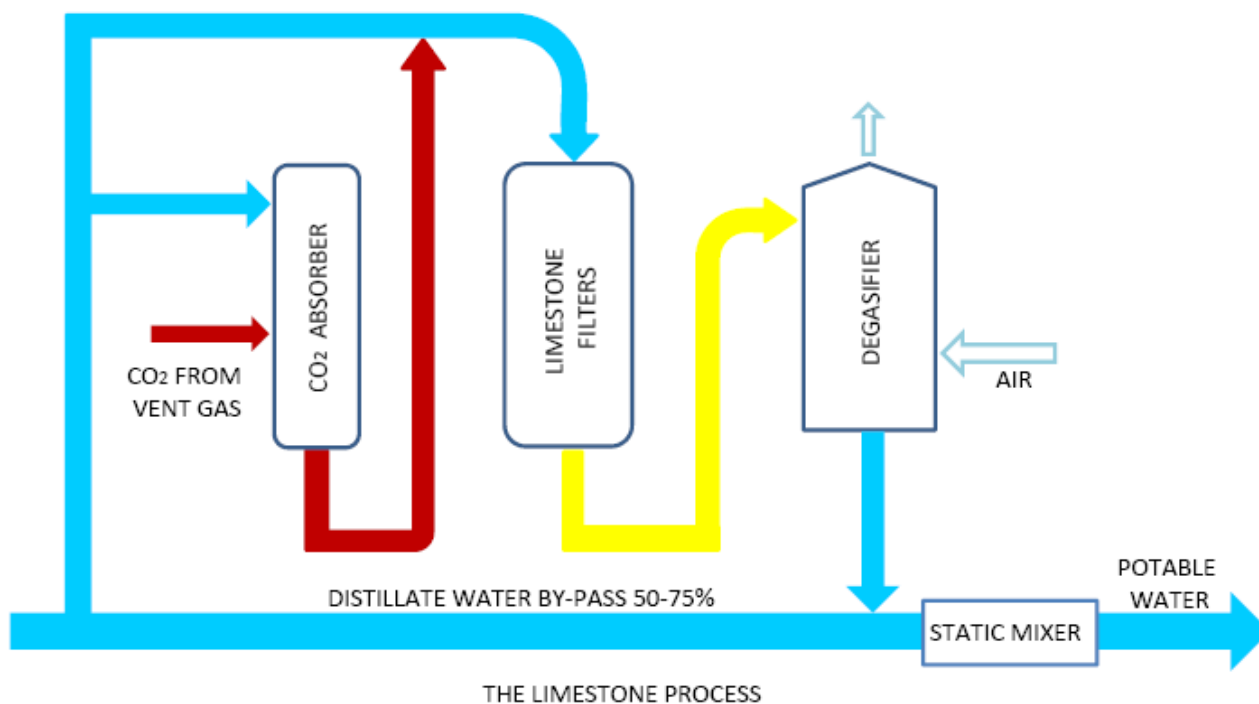 CO₂ ABSORBER
LIMESTONE
FILTERS
DEGASIFIER
CO₂ FROM
VENT GAS
AIR
DISTILLATE WATER BY-PASS 50-75%
POTABLE
WATER
STATIC MIXER
THE LIMESTONE PROCESS